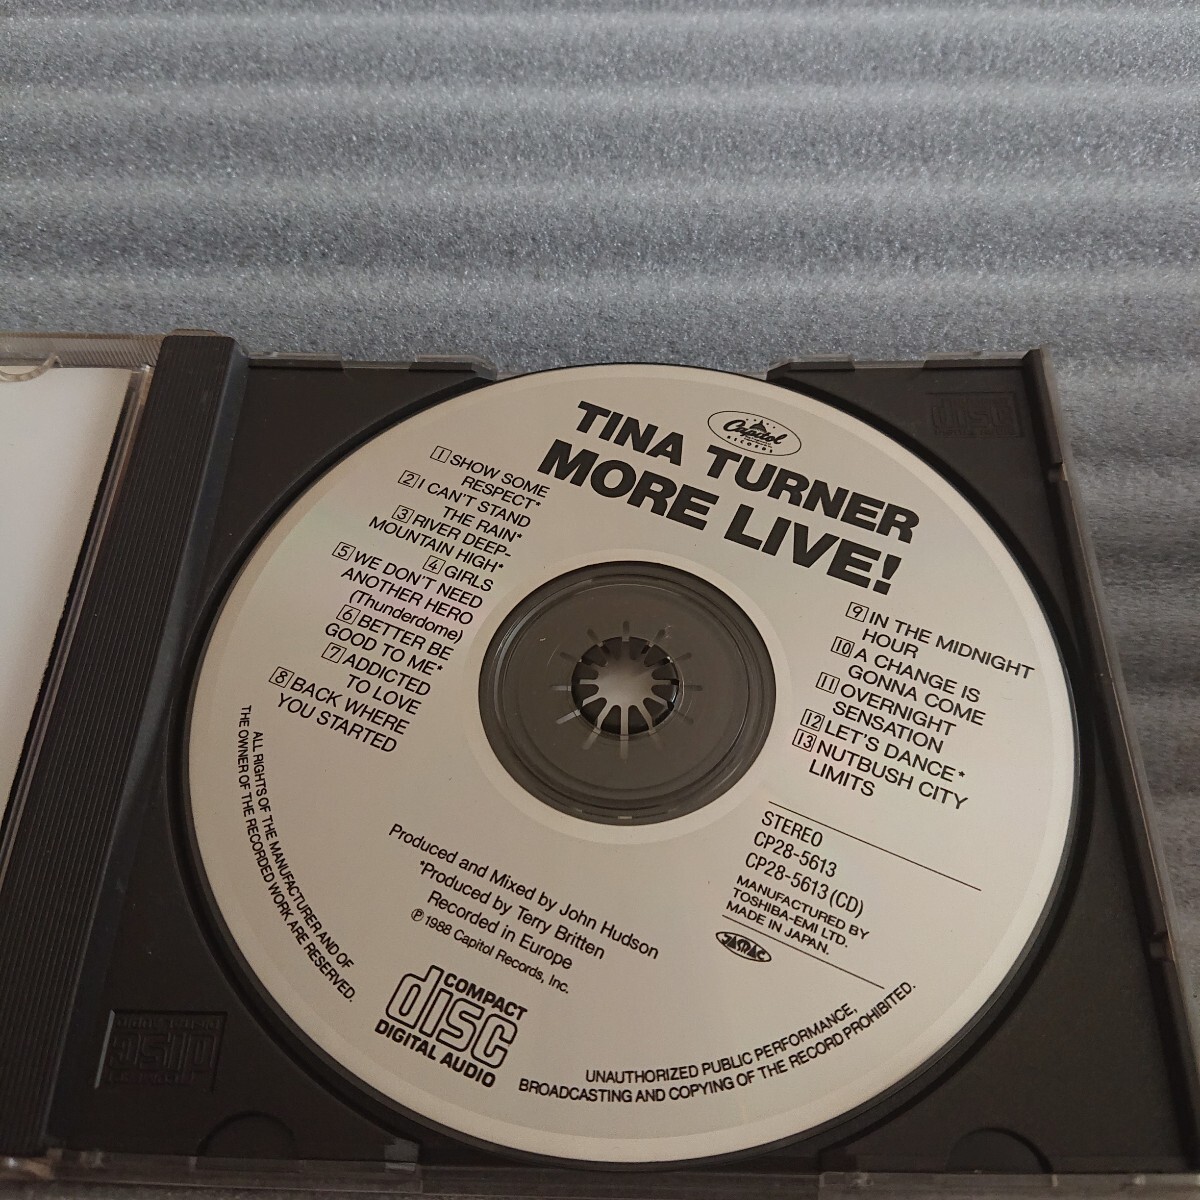 Capitol
RECORDS
TINA TURNER
MORE LIVE!
1 SHOW SOME
RESPECT*
2 I CAN'T STAND
THE RAIN*
3 RIVER DEEP-
MOUNTAIN HIGH*
4 GIRLS
5 WE DON'T NEED
ANOTHER HERO
(Thunderdome)
6 BETTER BE
GOOD TO ME*
7 ADDICTED
TO LOVE
8 BACK WHERE
YOU STARTED
9 IN THE MIDNIGHT
HOUR
10 A CHANGE IS
GONNA COME
11 OVERNIGHT
SENSATION
12 LET'S DANCE*
13 NUTBUSH CITY
LIMITS
STEREO
CP28-5613
CP28-5613 (CD)
MANUFACTURED BY
TOSHIBA-EMI LTD.
MADE IN JAPAN.
JASRAC
Produced and Mixed by John Hudson
*Produced by Terry Britten
Recorded in Europe
℗ 1988 Capitol Records, Inc.
COMPACT
disc
DIGITAL AUDIO
ALL RIGHTS OF THE MANUFACTURER AND OF
THE OWNER OF THE RECORDED WORK ARE RESERVED.
UNAUTHORIZED PUBLIC PERFORMANCE,
BROADCASTING AND COPYING OF THE RECORD PROHIBITED.
disc